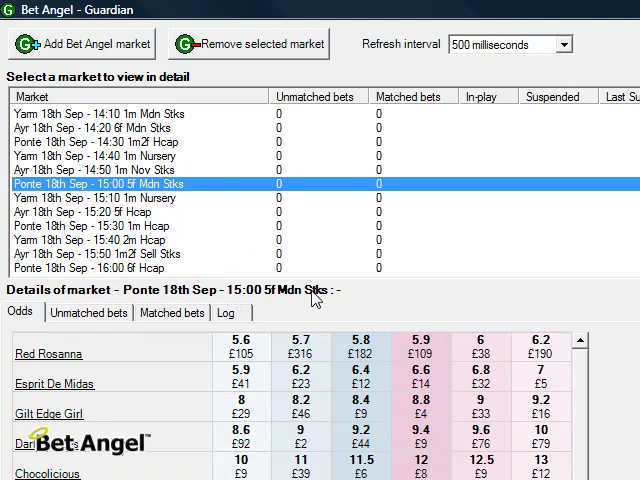 Bet Angel - Guardian
Add Bet Angel market Remove selected market Refresh interval 500 milliseconds
Select a market to view in detail
Market Unmatched bets Matched bets In-play Suspended Last Su
Yarm 18th Sep - 14:10 1m Mdn Stks 0 0
Ayr 18th Sep - 14:20 6f Mdn Stks 0 0
Ponte 18th Sep - 14:30 1m2f Hcap 0 0
Yarm 18th Sep - 14:40 1m Nursery 0 0
Ayr 18th Sep - 14:50 1m Nov Stks 0 0
Ponte 18th Sep - 15:00 5f Mdn Stks 0 0
Yarm 18th Sep - 15:10 1m Nursery 0 0
Ayr 18th Sep - 15:20 5f Hcap 0 0
Ponte 18th Sep - 15:30 1m Hcap 0 0
Yarm 18th Sep - 15:40 2m Hcap 0 0
Ayr 18th Sep - 15:50 1m2f Sell Stks 0 0
Ponte 18th Sep - 16:00 6f Hcap 0 0
Details of market - Ponte 18th Sep - 15:00 5f Mdn Stks : -
Odds Unmatched bets Matched bets Log
5.6 5.7 5.8 5.9 6 6.2
Red Rosanna £105 £316 £182 £109 £38 £190
5.9 6.2 6.4 6.6 6.8 7
Esprit De Midas £41 £23 £12 £14 £32 £5
8 8.2 8.4 8.8 9 9.2
Gilt Edge Girl £29 £46 £9 £4 £33 £16
8.6 9 9.2 9.4 9.6 10
£92 £2 £44 £9 £76 £79
Bet Angel™
10 11 11.5 12 12.5 13
Chocolicious £9 £39 £6 £8 £9 £12